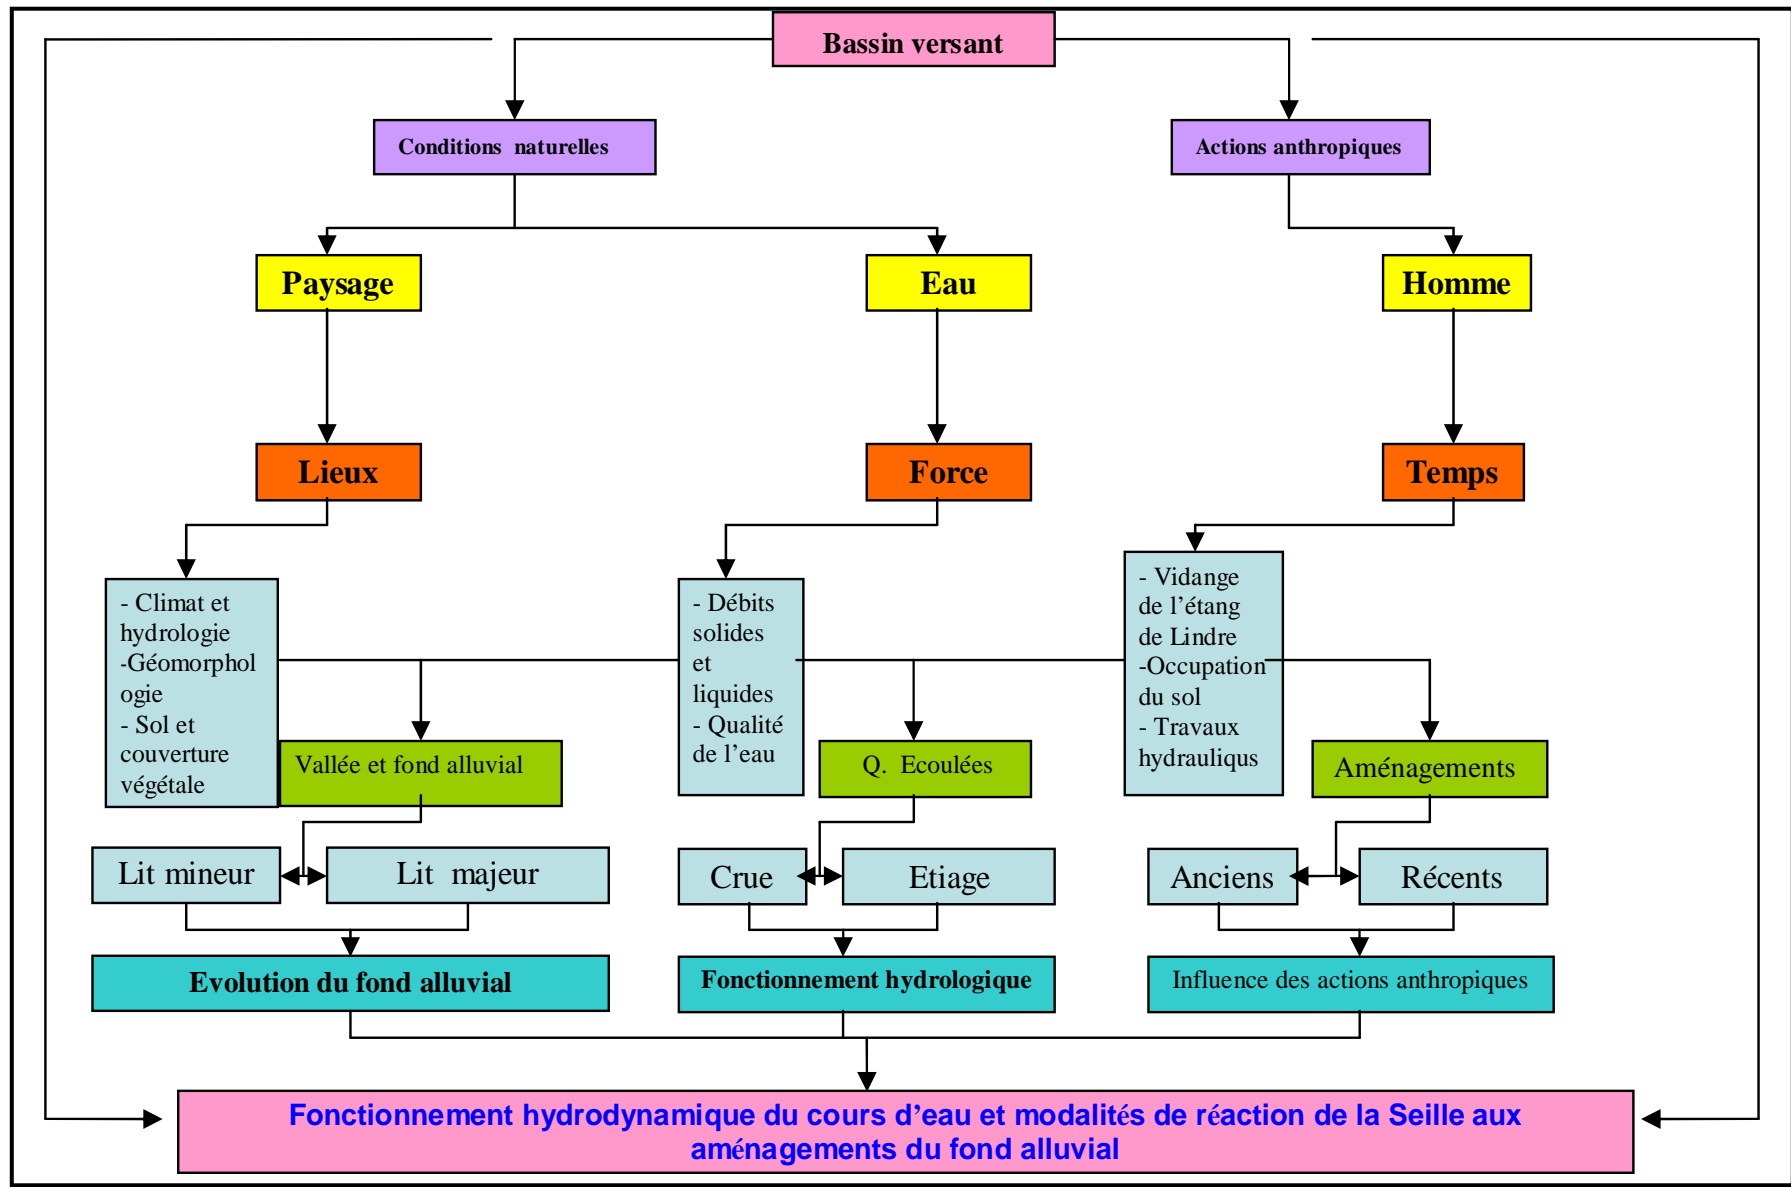 Bassin versant
Conditions naturelles
Actions anthropiques
Paysage
Eau
Homme
Lieux
Force
Temps
- Climat et
hydrologie
-Géomorphol
ogie
- Sol et
couverture
végétale
- Débits
solides
et
liquides
- Qualité
de l’eau
- Vidange
de l’étang
de Lindre
-Occupation
du sol
- Travaux
hydrauliqus
Vallée et fond alluvial
Q. Ecoulées
Aménagements
Lit mineur
Lit majeur
Crue
Etiage
Anciens
Récents
Evolution du fond alluvial
Fonctionnement hydrologique
Influence des actions anthropiques
Fonctionnement hydrodynamique du cours d’eau et modalités de réaction de la Seille aux
aménagements du fond alluvial